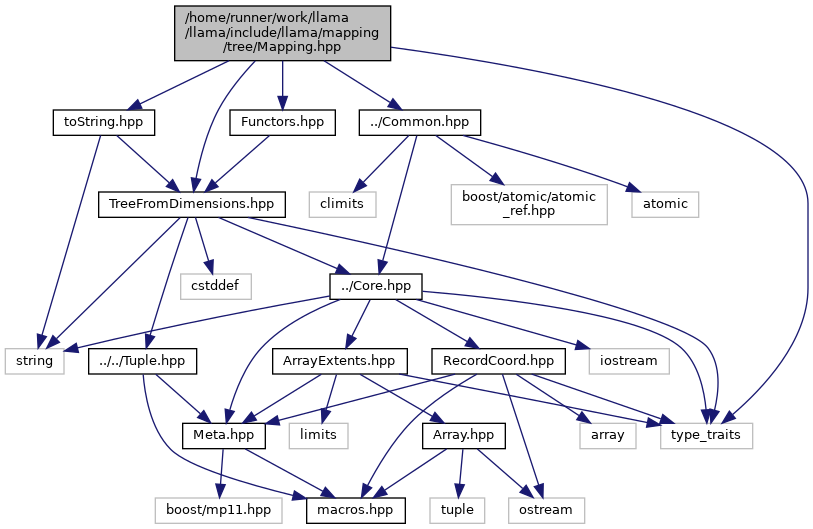 /home/runner/work/llama
/llama/include/llama/mapping
/tree/Mapping.hpp
toString.hpp
Functors.hpp
../Common.hpp
TreeFromDimensions.hpp
climits
boost/atomic/atomic
_ref.hpp
atomic
cstddef
../Core.hpp
string
../../Tuple.hpp
ArrayExtents.hpp
RecordCoord.hpp
iostream
Meta.hpp
limits
Array.hpp
array
type_traits
boost/mp11.hpp
macros.hpp
tuple
ostream